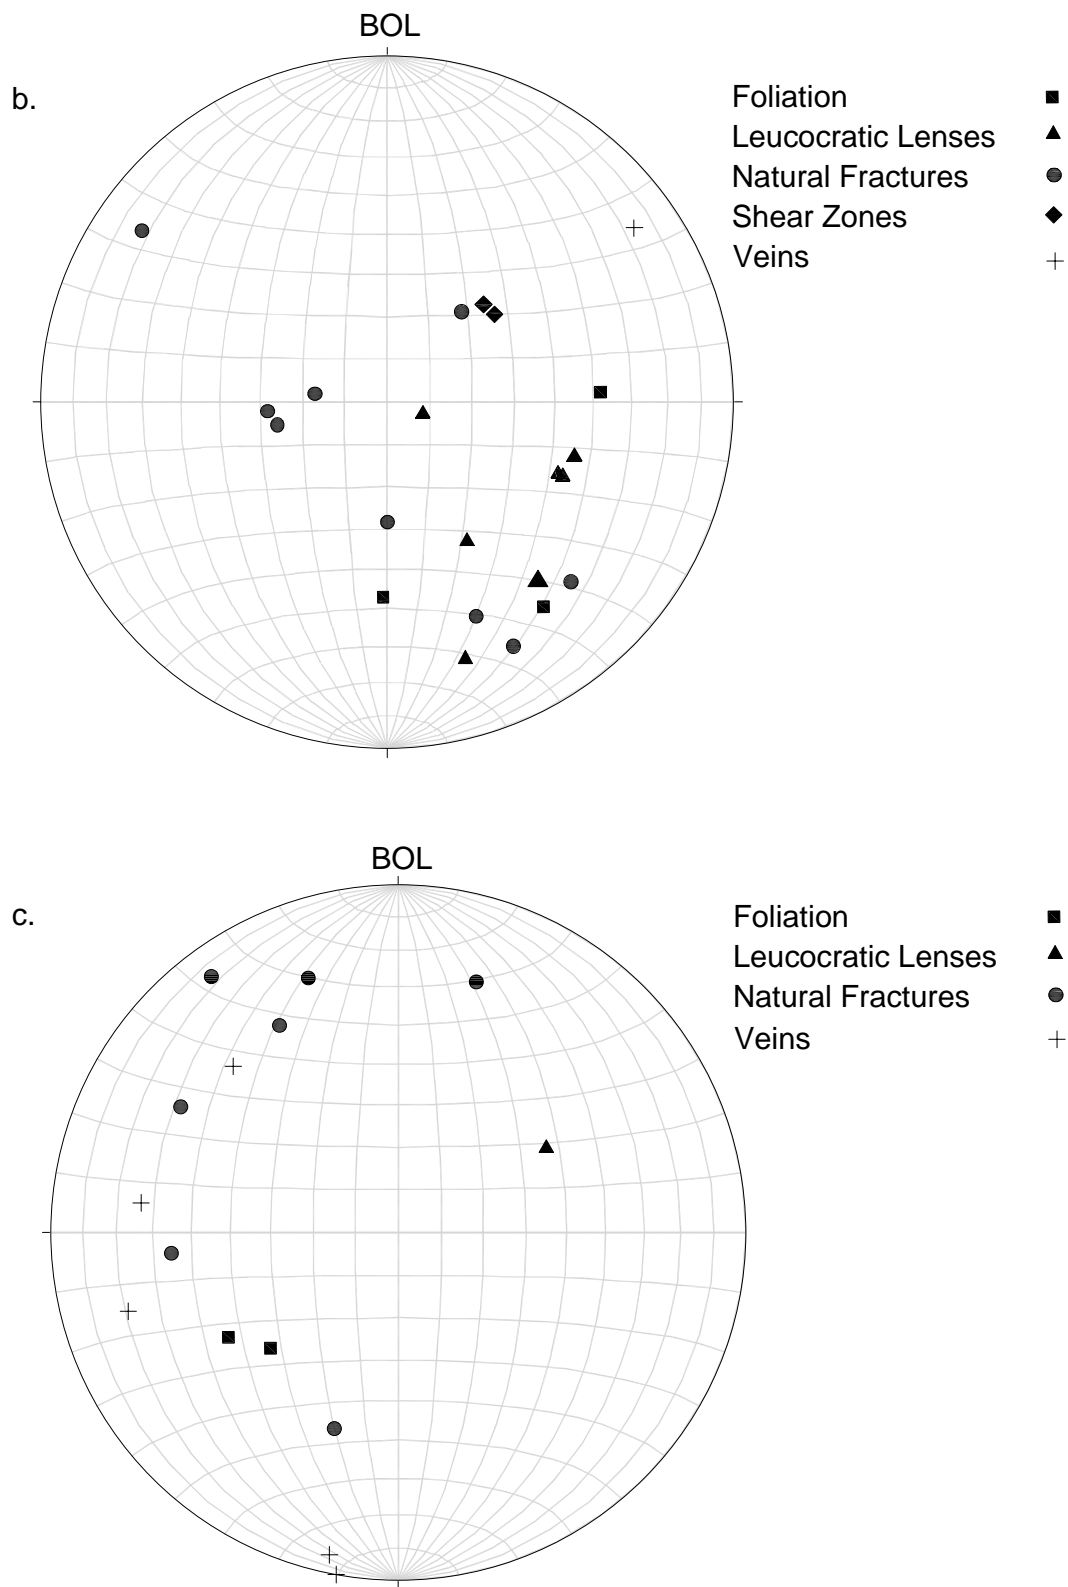 BOL
b.
Foliation
Leucocratic Lenses
Natural Fractures
Shear Zones
Veins
BOL
c.
Foliation
Leucocratic Lenses
Natural Fractures
Veins